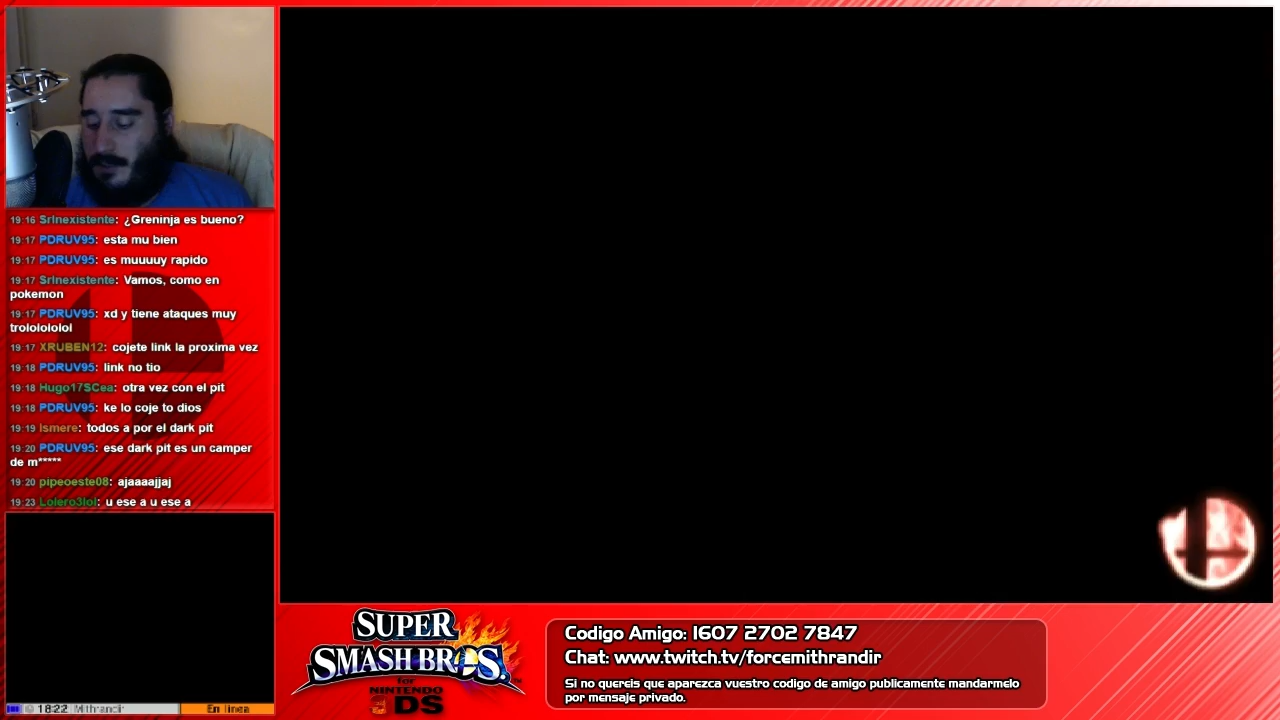 19:16 SrInexistente: ¿Greninja es bueno?
19:17 PDRUV95: esta mu bien
19:17 PDRUV95: es muuuuy rapido
19:17 SrInexistente: Vamos, como en
pokemon
19:17 PDRUV95: xd y tiene ataques muy
trolololololol
19:17 XRUBEN12: cojete link la proxima vez
19:18 PDRUV95: link no tio
19:18 Hugo17SCea: otra vez con el pit
19:18 PDRUV95: ke lo coje to dios
19:19 Ismere: todos a por el dark pit
19:20 PDRUV95: ese dark pit es un camper
de m*****
19:20 pipeoeste08: ajaaaajjaj
19:23 Lolero3lol: u ese a u ese a
18:22 Mithrandir
En línea
SUPER
SMASH BROS.
for
NINTENDO
3DS
Codigo Amigo: 1607 2702 7847
Chat: www.twitch.tv/forcemithrandir
Si no quereis que aparezca vuestro codigo de amigo publicamente mandarmelo
por mensaje privado.